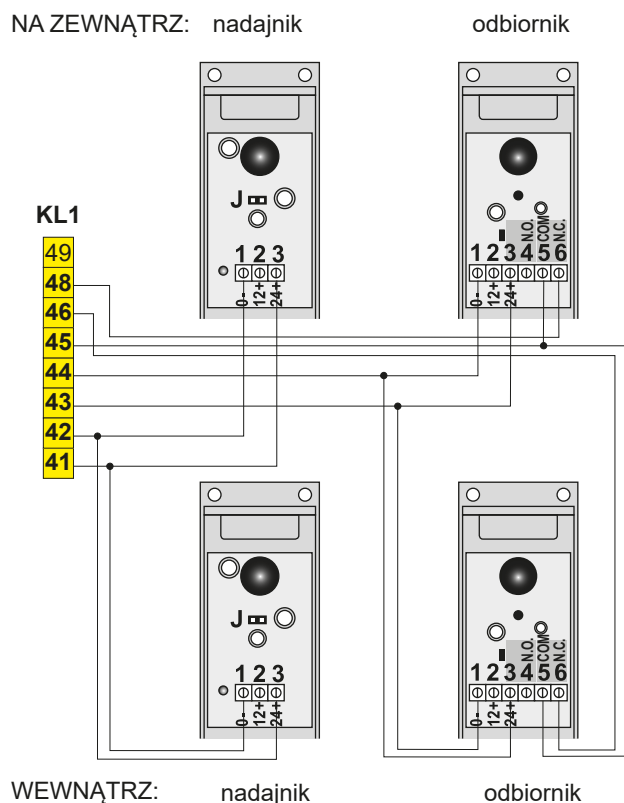 NA ZEWNĄTRZ: nadajnik odbiornik
J
KL1
1 2 3
0- 12+ 24+
N.O. COM N.C.
1 2 3 4 5 6
0- 12+ 24+
49
48
46
45
44
43
42
41
J
1 2 3
0- 12+ 24+
N.O. COM N.C.
1 2 3 4 5 6
0- 12+ 24+
WEWNĄTRZ: nadajnik odbiornik